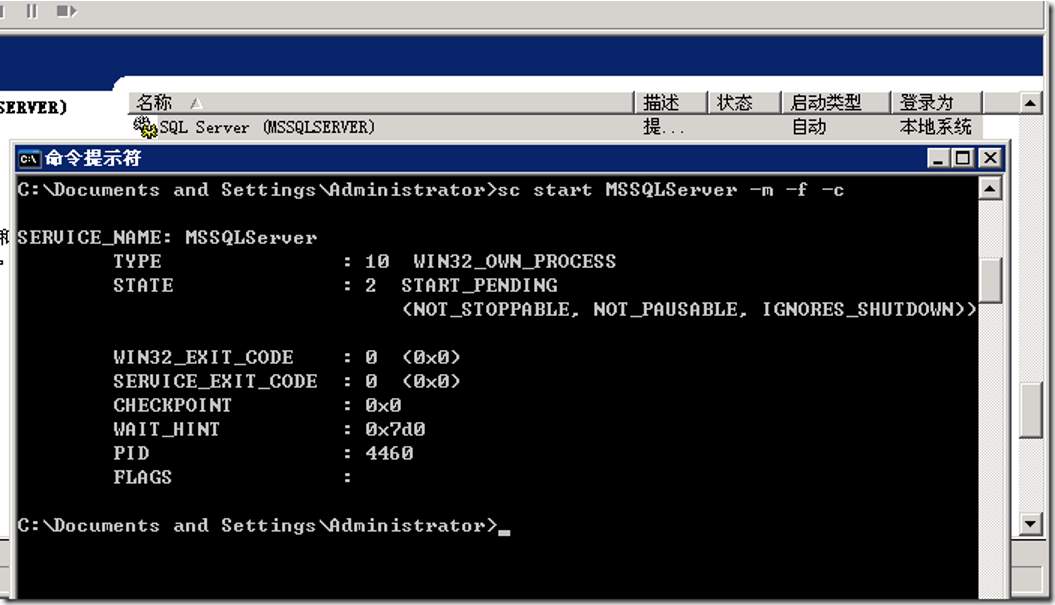 名称 描述 状态 启动类型 登录为
SERVER)
SQL Server (MSSQLSERVER) 提... 自动 本地系统
命令提示符
C:\Documents and Settings\Administrator>sc start MSSQLServer -m -f -c
SERVICE_NAME: MSSQLServer
TYPE : 10 WIN32_OWN_PROCESS
STATE : 2 START_PENDING
(NOT_STOPPABLE, NOT_PAUSABLE, IGNORES_SHUTDOWN))
WIN32_EXIT_CODE : 0 (0x0)
SERVICE_EXIT_CODE : 0 (0x0)
CHECKPOINT : 0x0
WAIT_HINT : 0x7d0
PID : 4460
FLAGS :
C:\Documents and Settings\Administrator>_